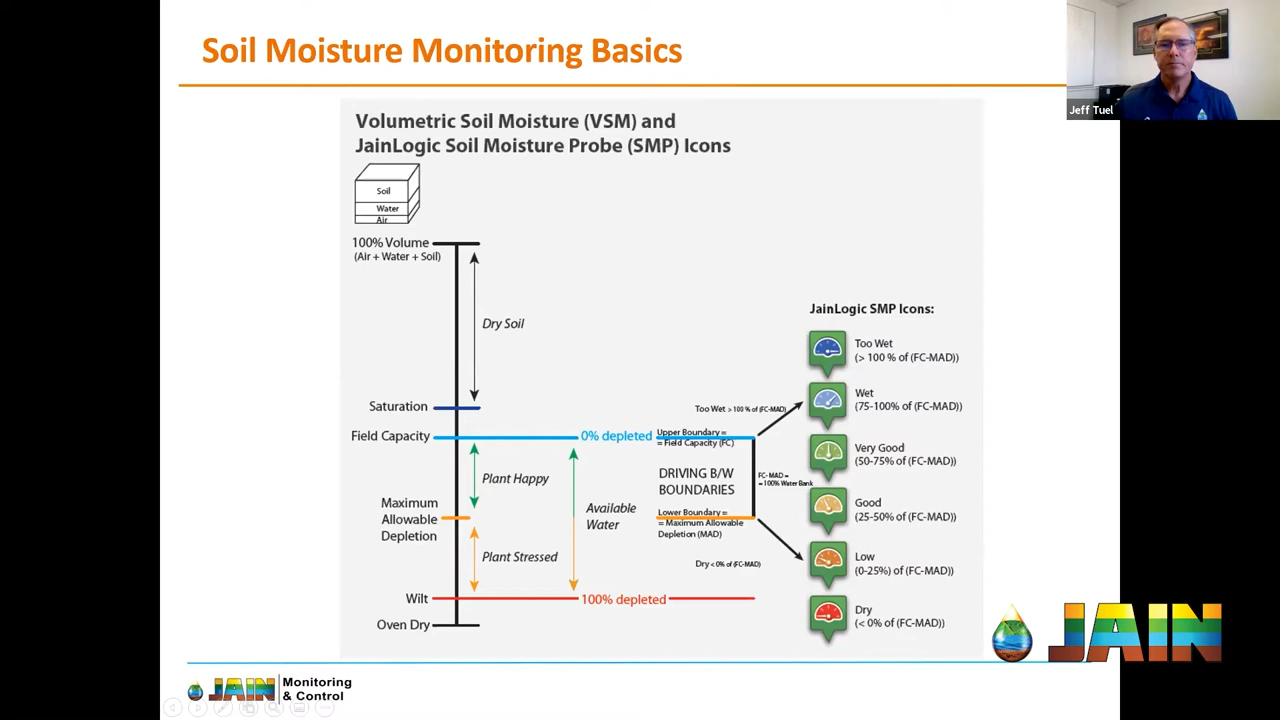 Soil Moisture Monitoring Basics
Jeff Tuel
Volumetric Soil Moisture (VSM) and
JainLogic Soil Moisture Probe (SMP) Icons
Soil
Water
Air
100% Volume
(Air + Water + Soil)
Dry Soil
Saturation
Field Capacity
0% depleted
Plant Happy
Maximum
Allowable
Depletion
Available
Water
Plant Stressed
Wilt
100% depleted
Oven Dry
Too Wet > 100 % of (FC-MAD)
Upper Boundary =
= Field Capacity (FC)
DRIVING B/W
BOUNDARIES
FC- MAD =
= 100% Water Bank
Lower Boundary =
= Maximum Allowable
Depletion (MAD)
Dry < 0% of (FC-MAD)
JainLogic SMP Icons:
Too Wet
(> 100 % of (FC-MAD))
Wet
(75-100% of (FC-MAD))
Very Good
(50-75% of (FC-MAD))
Good
(25-50% of (FC-MAD))
Low
(0-25%) of (FC-MAD))
Dry
(< 0% of (FC-MAD))
JAIN
JAIN
Monitoring
& Control